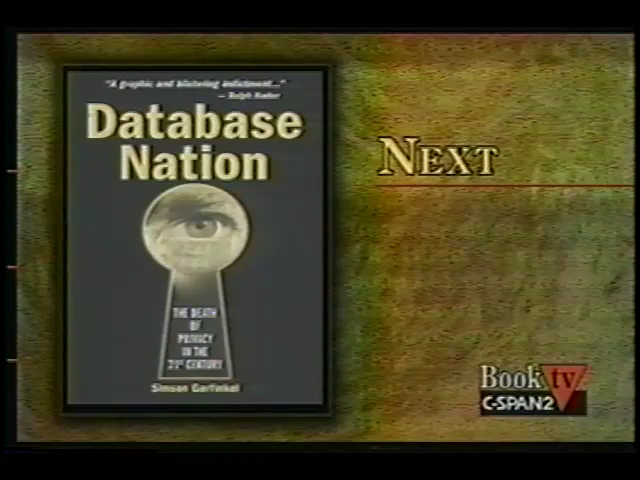 "A graphic and blistering indictment..."
— Ralph Nader
Database
Nation
THE DEATH
OF
PRIVACY
IN THE
21ST CENTURY
Simson Garfinkel
NEXT
Book tv
C-SPAN2